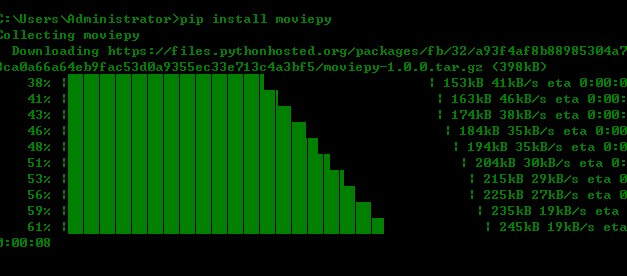 C:\Users\Administrator>pip install moviepy
Collecting moviepy
Downloading https://files.pythonhosted.org/packages/fb/32/a93f4af8b88985304a7
3ca0a66a64eb9fac53d0a9355ec33e713c4a3bf5/moviepy-1.0.0.tar.gz (398kB)
38% | | 153kB 41kB/s eta 0:00:0
41% | | 163kB 46kB/s eta 0:00:
43% | | 174kB 38kB/s eta 0:00:
46% | | 184kB 35kB/s eta 0:00
48% | | 194kB 35kB/s eta 0:00
51% | | 204kB 30kB/s eta 0:0
53% | | 215kB 29kB/s eta 0:
56% | | 225kB 27kB/s eta 0:
59% | | 235kB 19kB/s eta
61% | | 245kB 19kB/s eta
0:00:08